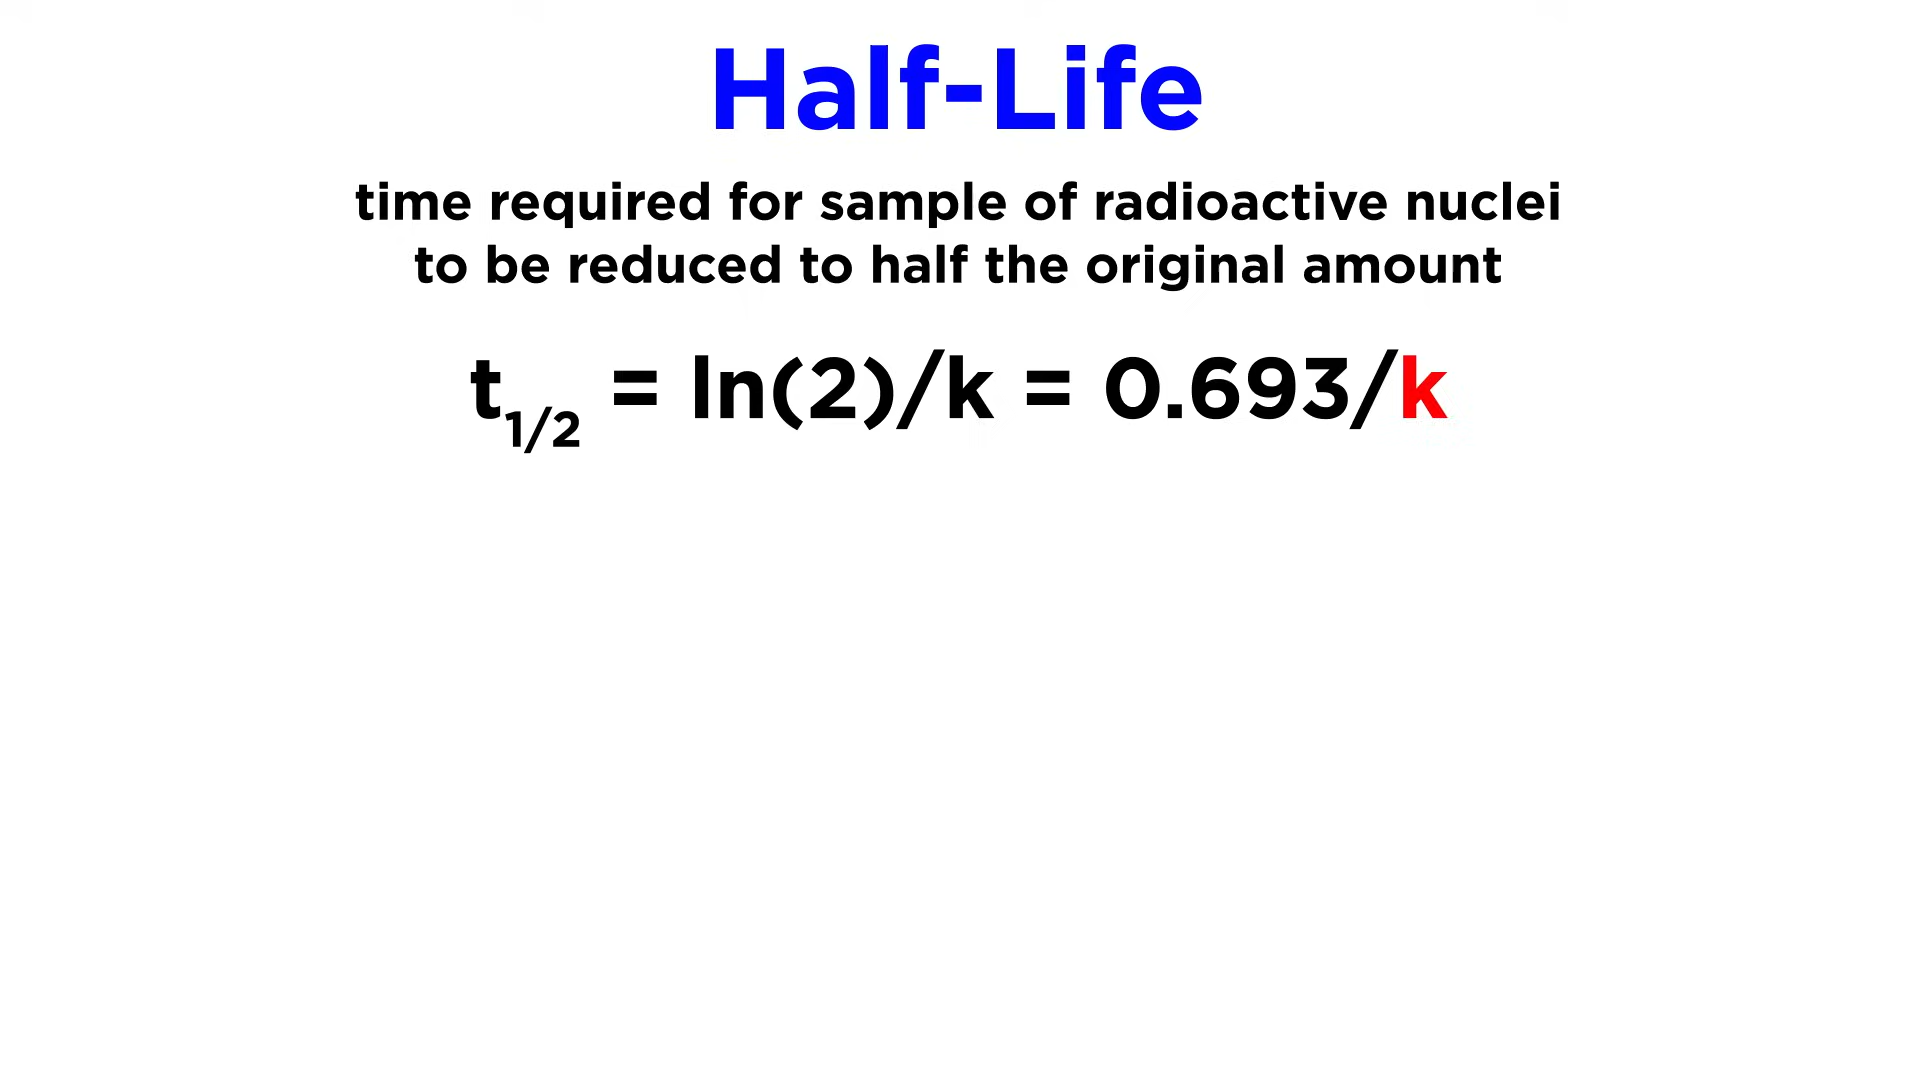 Half-Life
time required for sample of radioactive nuclei
to be reduced to half the original amount
t1/2 = ln(2)/k = 0.693/k